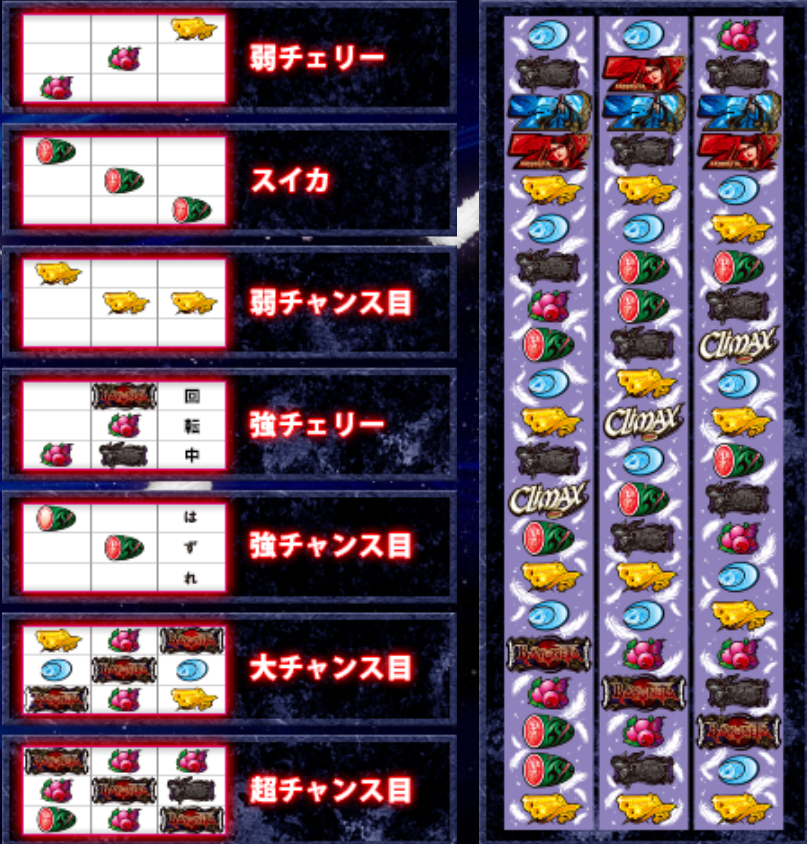 弱チェリー
スイカ
弱チャンス目
回転中
強チェリー
はずれ
強チャンス目
大チャンス目
超チャンス目
CLIMAX
CLIMAX
CLIMAX